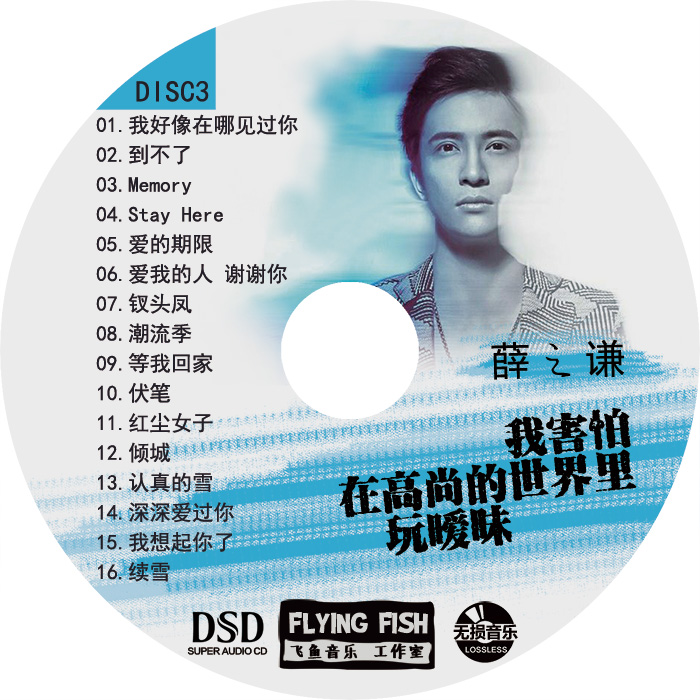 DISC3
01.我好像在哪见过你
02.到不了
03.Memory
04.Stay Here
05.爱的期限
06.爱我的人 谢谢你
07.钗头凤
08.潮流季
09.等我回家
10.伏笔
11.红尘女子
12.倾城
13.认真的雪
14.深深爱过你
15.我想起你了
16.续雪
薛之谦
我害怕
在高尚的世界里
玩暧昧
DSD
SUPER AUDIO CD
FLYING FISH
飞鱼音乐 工作室
无损音乐
LOSSLESS